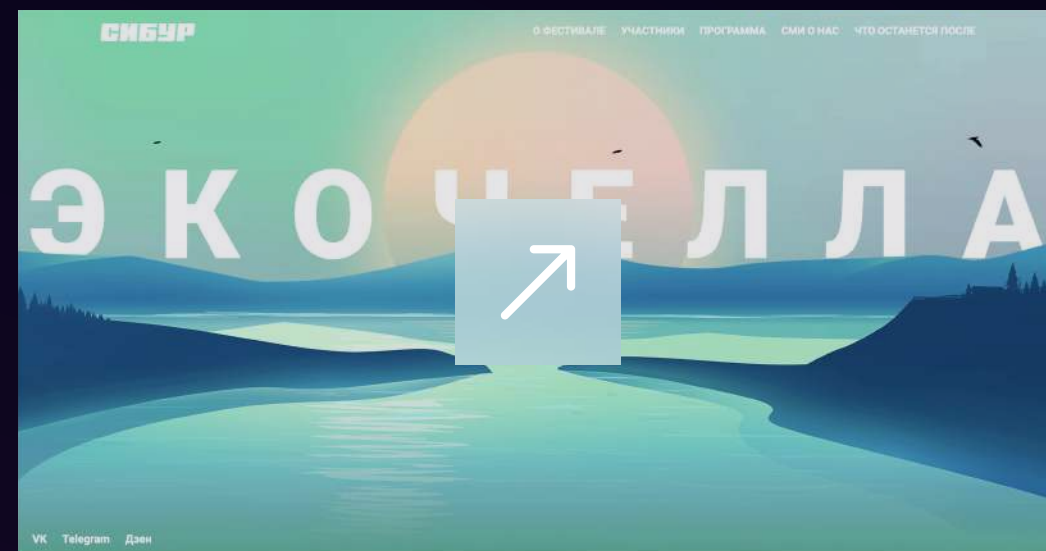 СИБУР
О ФЕСТИВАЛЕ УЧАСТНИКИ ПРОГРАММА СМИ О НАС ЧТО ОСТАНЕТСЯ ПОСЛЕ
ЭКОЧЕЛЛА
VK Telegram Дзен